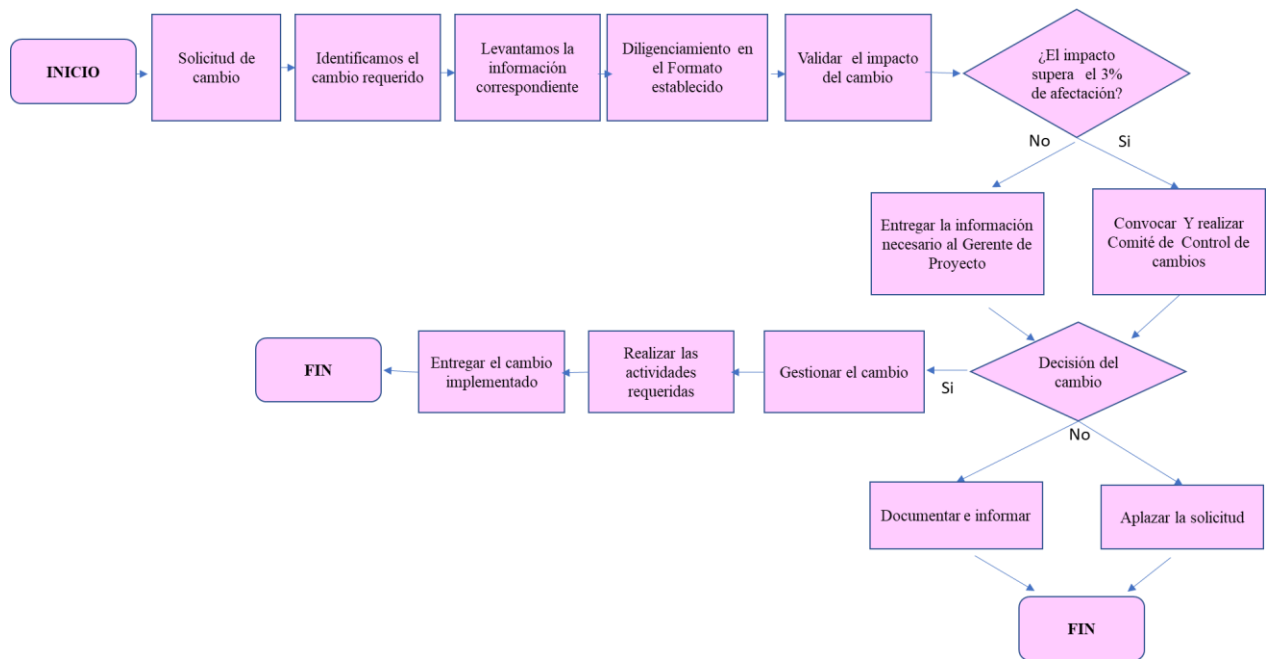 INICIO
Solicitud de
cambio
Identificamos el
cambio requerido
Levantamos la
información
correspondiente
Diligenciamiento en
el Formato
establecido
Validar el impacto
del cambio
¿El impacto
supera el 3%
de afectación?
No
Si
Entregar la información
necesario al Gerente de
Proyecto
Convocar Y realizar
Comité de Control de
cambios
FIN
Entregar el cambio
implementado
Realizar las
actividades
requeridas
Gestionar el cambio
Si
Decisión del
cambio
No
Documentar e informar
Aplazar la solicitud
FIN